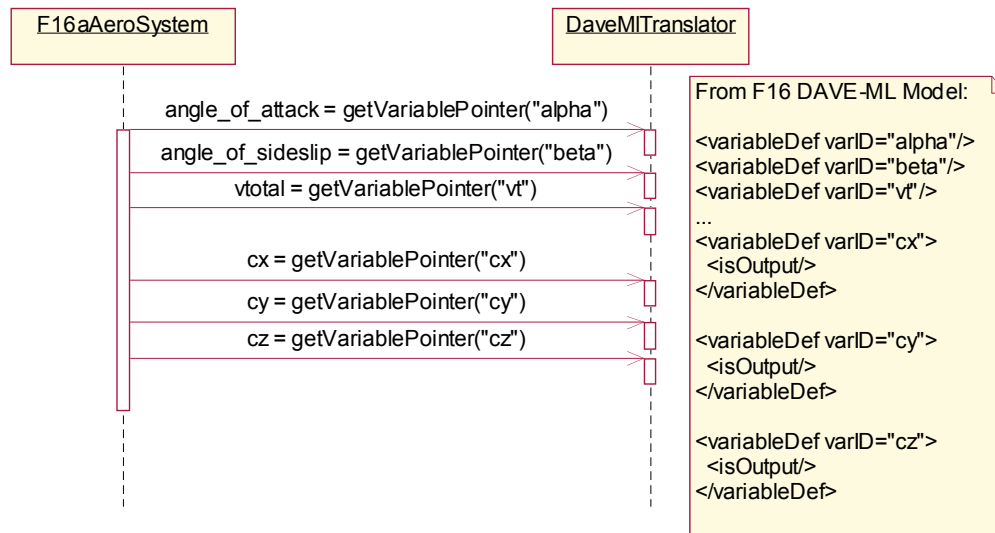 F16aAeroSystem
DaveMlTranslator
angle_of_attack = getVariablePointer("alpha")
angle_of_sideslip = getVariablePointer("beta")
vtotal = getVariablePointer("vt")
cx = getVariablePointer("cx")
cy = getVariablePointer("cy")
cz = getVariablePointer("cz")
From F16 DAVE-ML Model:
<variableDef varID="alpha"/>
<variableDef varID="beta"/>
<variableDef varID="vt"/>
...
<variableDef varID="cx">
<isOutput/>
</variableDef>
<variableDef varID="cy">
<isOutput/>
</variableDef>
<variableDef varID="cz">
<isOutput/>
</variableDef>